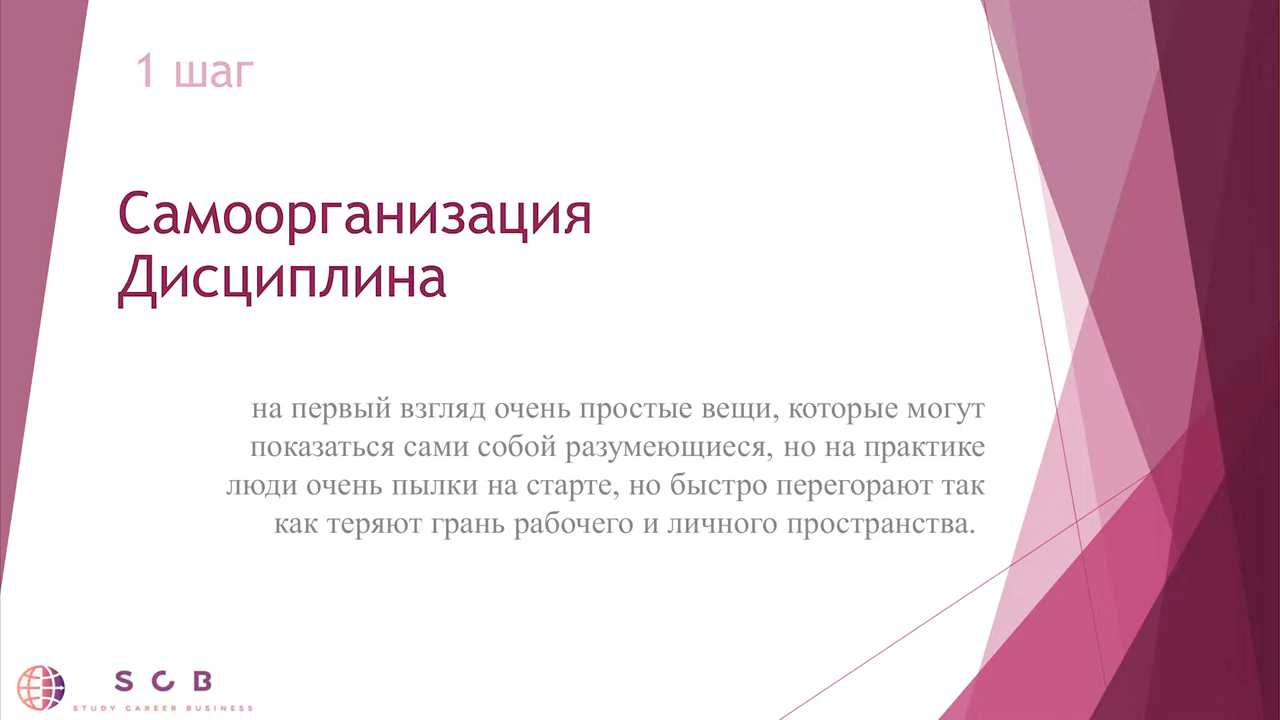 1 шаг
Самоорганизация
Дисциплина
на первый взгляд очень простые вещи, которые могут
показаться сами собой разумеющиеся, но на практике
люди очень пылки на старте, но быстро перегорают так
как теряют грань рабочего и личного пространства.
SCB
STUDY CAREER BUSINESS